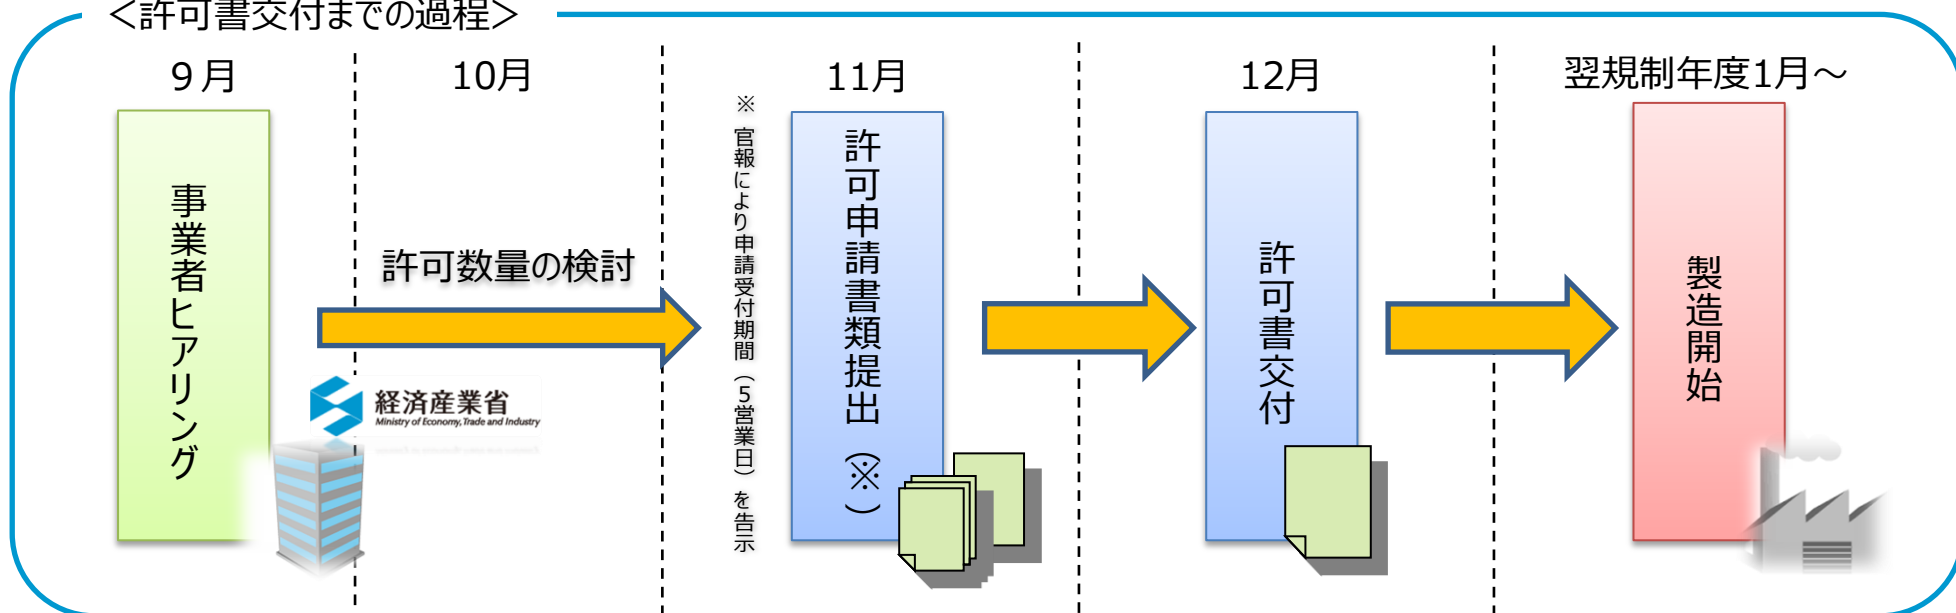 <許可書交付までの過程>
9月
10月
11月
12月
翌規制年度1月～
事業者ヒアリング
許可数量の検討
経済産業省
Ministry of Economy, Trade and Industry
※ 官報により申請受付期間（5営業日）を告示
許可申請書類提出（※）
許可書交付
製造開始